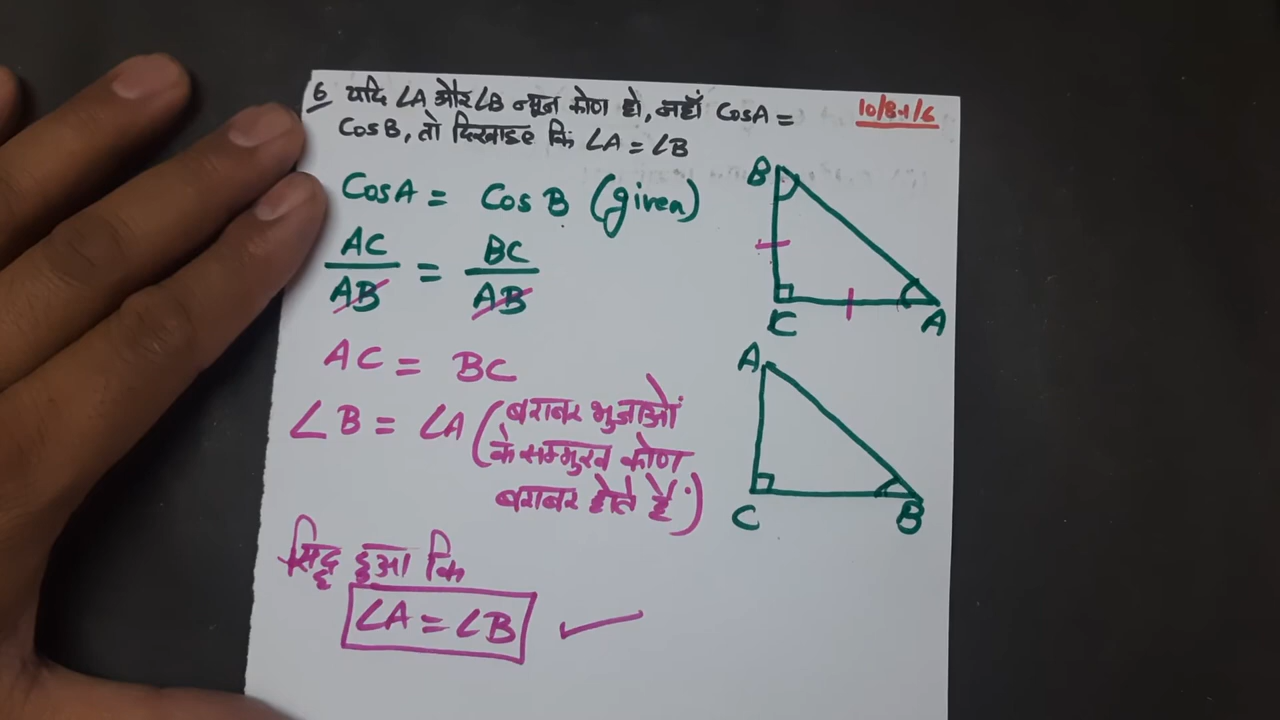 6 यदि ∠A और ∠B न्यून कोण हो, जहाँ CosA =
CosB, तो दिखाइए कि ∠A = ∠B
10/8.1/6
CosA = CosB (given)
AC/AB = BC/AB
AC = BC
∠B = ∠A (बराबर भुजाओं
के सम्मुख कोण
बराबर होते हैं)
सिद्ध हुआ कि
∠A = ∠B
B
C
A
A
C
B